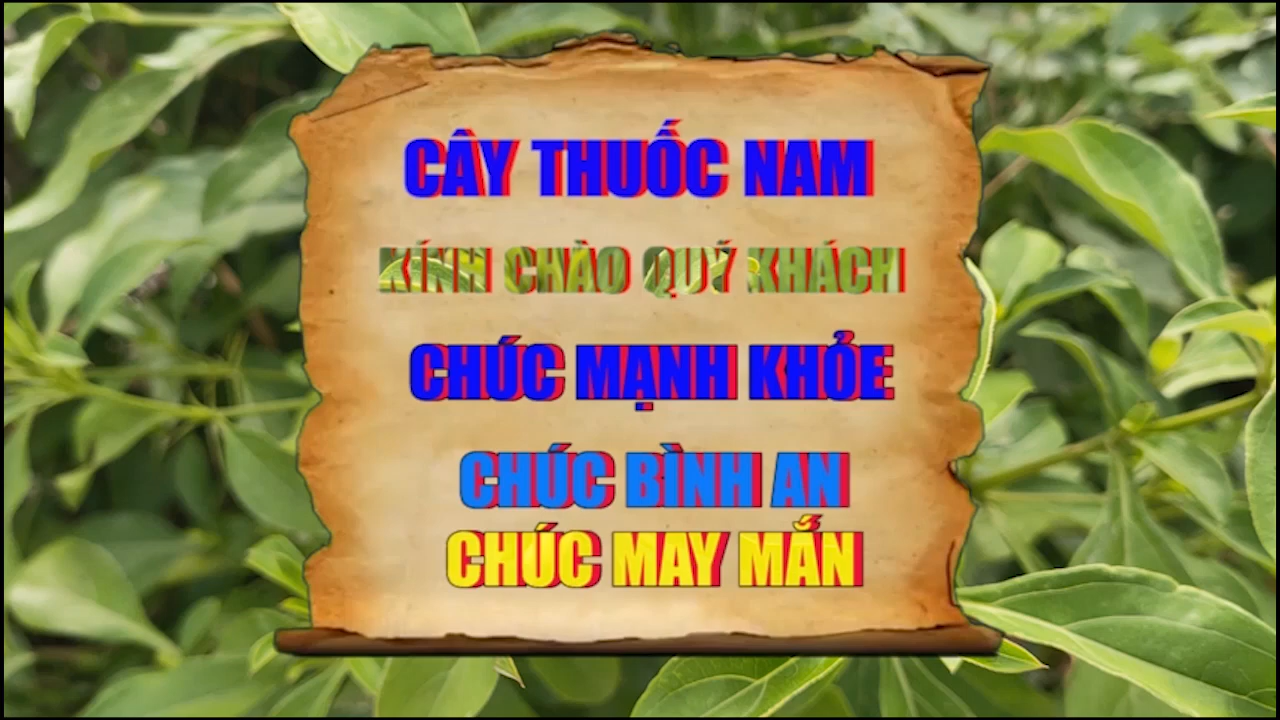 CÂY THUỐC NAM
KÍNH CHÀO QUÝ KHÁCH
CHÚC MẠNH KHỎE
CHÚC BÌNH AN
CHÚC MAY MẮN